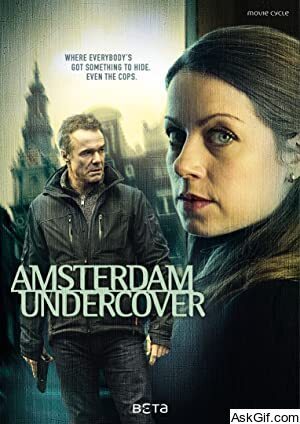 MOVIE CYCLE
WHERE EVERYBODY'S
GOT SOMETHING TO HIDE.
EVEN THE COPS.
AMSTERDAM
UNDERCOVER
BETA
AskGif.com